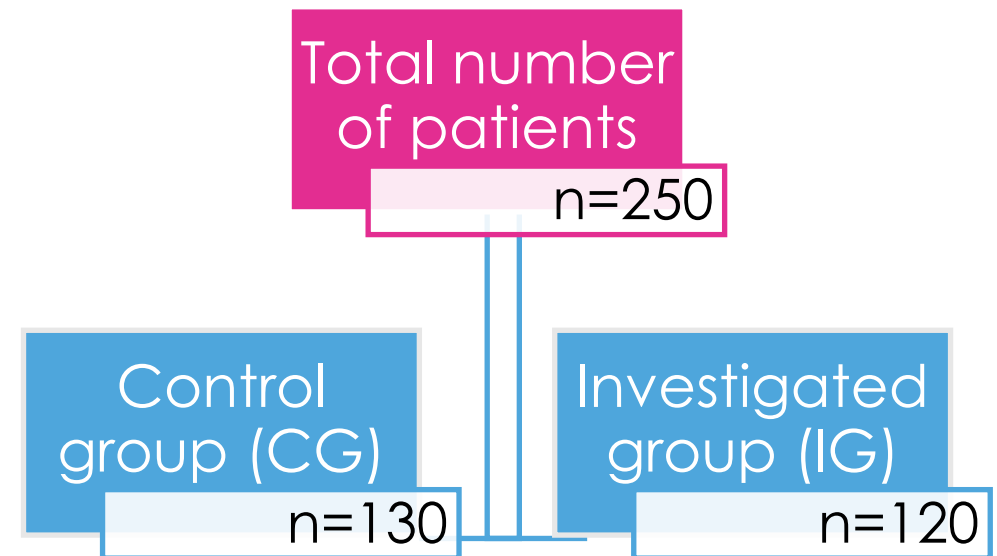 Total number
of patients
n=250
Control
group (CG)
n=130
Investigated
group (IG)
n=120